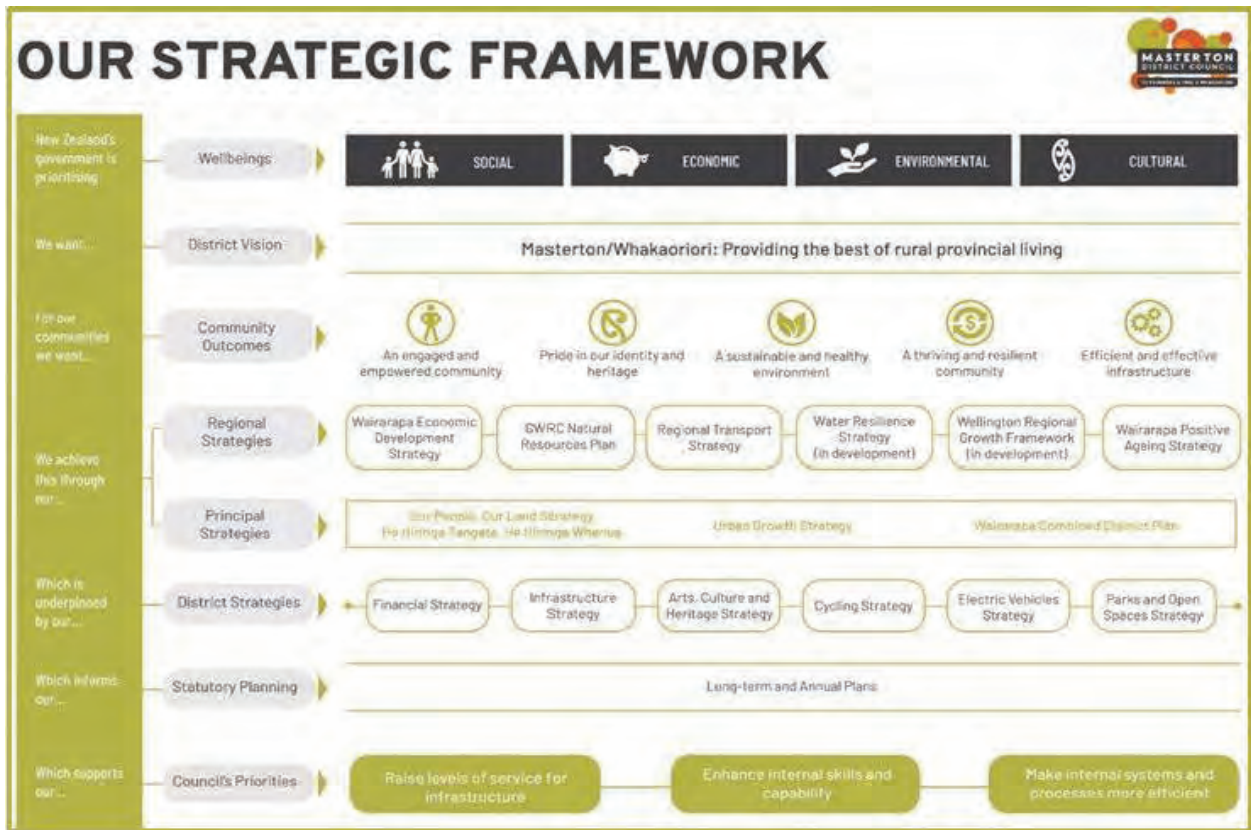 OUR STRATEGIC FRAMEWORK
MASTERTON
DISTRICT COUNCIL
New Zealand's
government is
prioritising
Wellbeings
SOCIAL
ECONOMIC
ENVIRONMENTAL
CULTURAL
We want...
District Vision
Masterton/Whakaoriori: Providing the best of rural provincial living
For our
communities
we want...
Community
Outcomes
An engaged and
empowered community
Pride in our identity and
heritage
A sustainable and healthy
environment
A thriving and resilient
community
Efficient and effective
infrastructure
We achieve
this through
our...
Regional
Strategies
Wairarapa Economic
Development
Strategy
GWRC Natural
Resources Plan
Regional Transport
Strategy
Water Resilience
Strategy
(in development)
Wellington Regional
Growth Framework
(in development)
Wairarapa Positive
Ageing Strategy
Principal
Strategies
Our People, Our Land Strategy
He Hiringa Tangata, He Hiringa Whenua
Urban Growth Strategy
Wairarapa Combined District Plan
Which is
underpinned
by our...
District Strategies
Financial Strategy
Infrastructure
Strategy
Arts, Culture and
Heritage Strategy
Cycling Strategy
Electric Vehicles
Strategy
Parks and Open
Spaces Strategy
Which informs
our...
Statutory Planning
Long-term and Annual Plans
Which supports
our...
Council's Priorities
Raise levels of service for
infrastructure
Enhance internal skills and
capability
Make internal systems and
processes more efficient